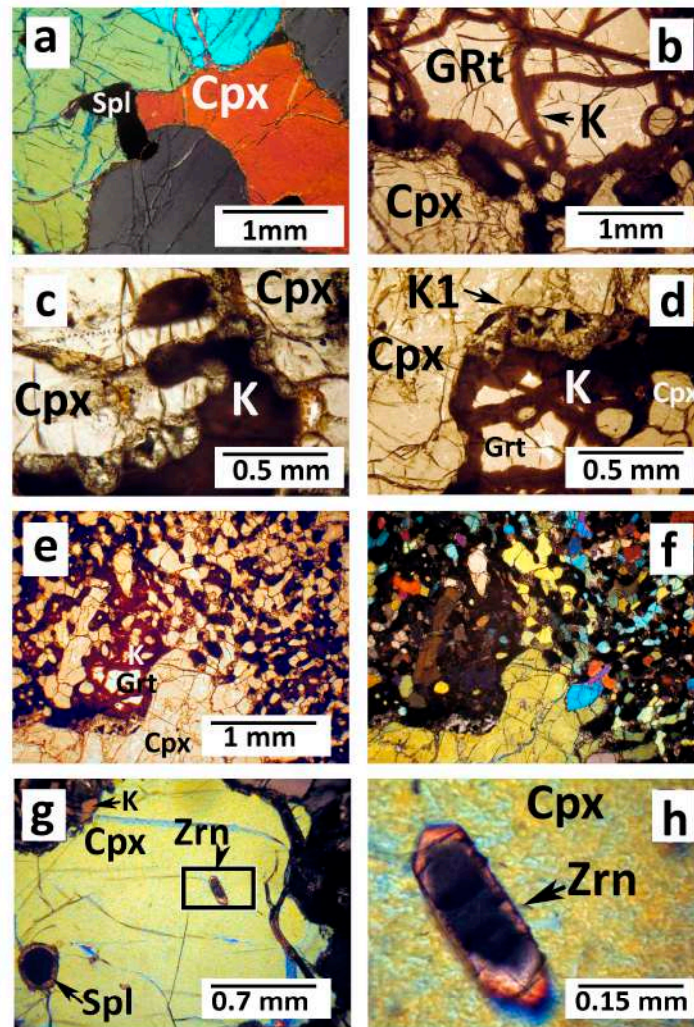 a
Spl
Cpx
1mm
b
GRt
K
Cpx
1mm
c
Cpx
Cpx
K
0.5 mm
d
K1
Cpx
K
Cpx
Grt
0.5 mm
e
K
Grt
Cpx
1 mm
f
g
K
Cpx
Zrn
Spl
0.7 mm
h
Cpx
Zrn
0.15 mm